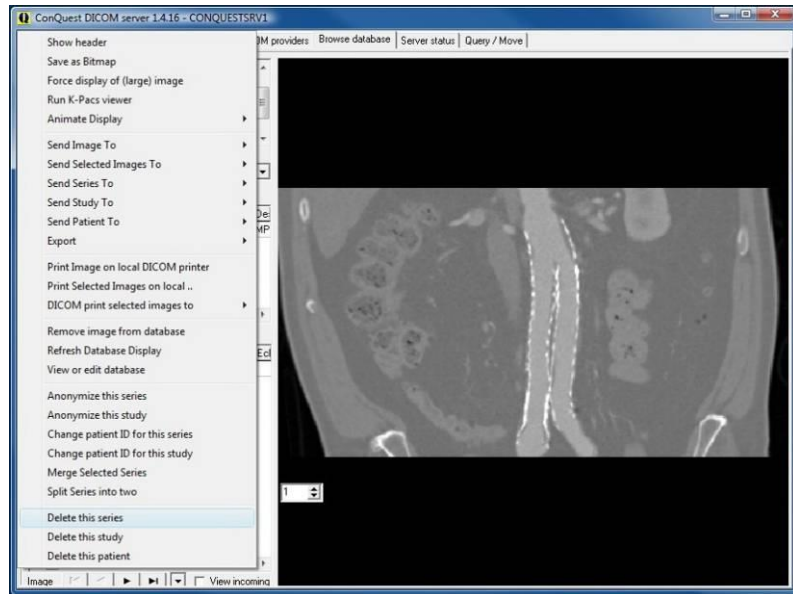 ConQuest DICOM server 1.4.16 - CONQUESTSRV1
OM providers
Browse database
Server status
Query / Move
Show header
Save as Bitmap
Force display of (large) image
Run K-Pacs viewer
Animate Display
Send Image To
Send Selected Images To
Send Series To
Send Study To
Send Patient To
Export
Print Image on local DICOM printer
Print Selected Images on local ..
DICOM print selected images to
Remove image from database
Refresh Database Display
View or edit database
Anonymize this series
Anonymize this study
Change patient ID for this series
Change patient ID for this study
Merge Selected Series
Split Series into two
Delete this series
Delete this study
Delete this patient
De
MP
Ecl
1
Image
View incoming